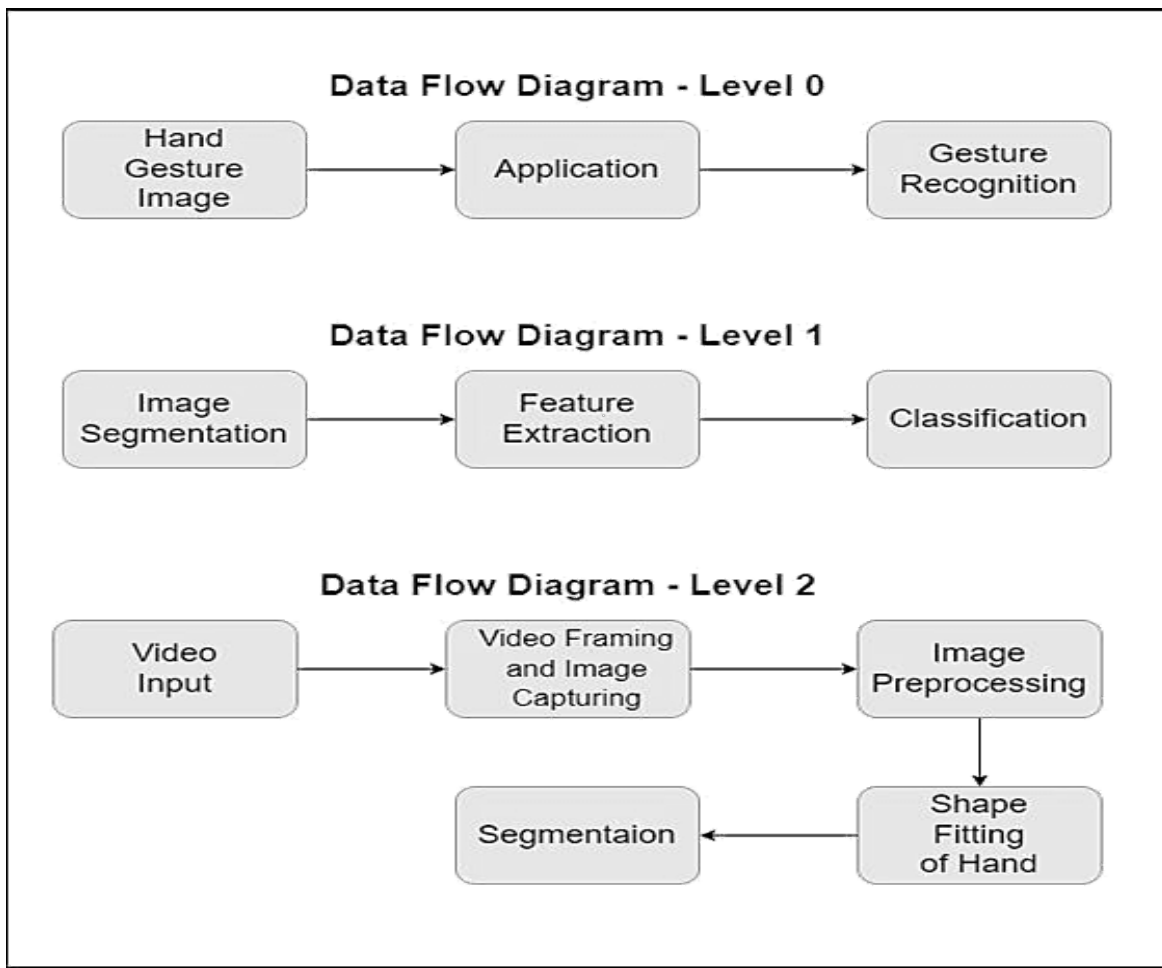 Data Flow Diagram - Level 0
Hand
Gesture
Image
Application
Gesture
Recognition
Data Flow Diagram - Level 1
Image
Segmentation
Feature
Extraction
Classification
Data Flow Diagram - Level 2
Video
Input
Video Framing
and Image
Capturing
Image
Preprocessing
Shape
Fitting
of Hand
Segmentaion